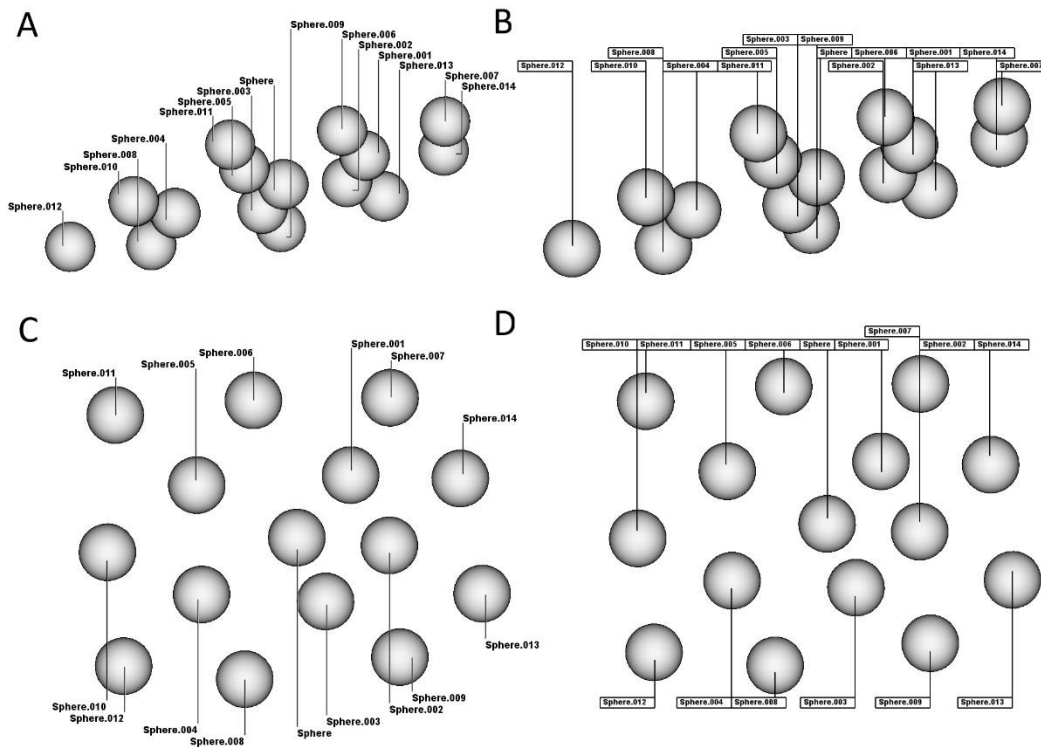 A
Sphere.009
Sphere.006
Sphere.002
Sphere.001
Sphere.013
Sphere.003
Sphere
Sphere.007
Sphere.005
Sphere.014
Sphere.011
Sphere.004
Sphere.008
Sphere.010
Sphere.012
B
Sphere.003 Sphere.009
Sphere.008 Sphere.005 Sphere Sphere.006 Sphere.001 Sphere.014
Sphere.012 Sphere.010 Sphere.004 Sphere.011 Sphere.002 Sphere.013 Sphere.007
C
Sphere.001
Sphere.006
Sphere.007
Sphere.005
Sphere.011
Sphere.014
Sphere.013
Sphere.009
Sphere.010
Sphere.002
Sphere.012
Sphere.003
Sphere.004
Sphere
Sphere.008
D
Sphere.007
Sphere.010 Sphere.011 Sphere.005 Sphere.006 Sphere Sphere.001 Sphere.002 Sphere.014
Sphere.012 Sphere.004 Sphere.008 Sphere.003 Sphere.009 Sphere.013